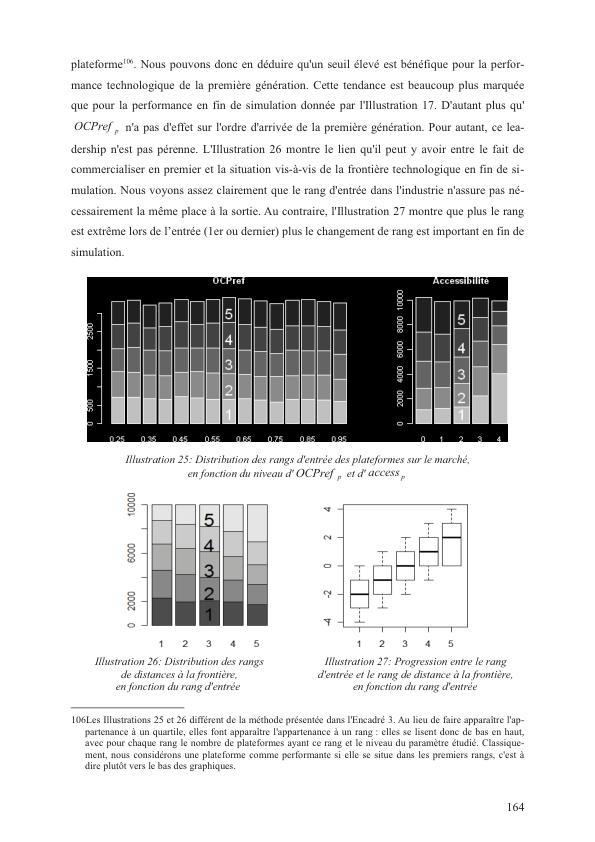 plateforme106. Nous pouvons donc en déduire qu'un seuil élevé est bénéfique pour la perfor-
mance technologique de la première génération. Cette tendance est beaucoup plus marquée
que pour la performance en fin de simulation donnée par l'Illustration 17. D'autant plus qu'
OCPref p n'a pas d'effet sur l'ordre d'arrivée de la première génération. Pour autant, ce lea-
dership n'est pas pérenne. L'Illustration 26 montre le lien qu'il peut y avoir entre le fait de
commercialiser en premier et la situation vis-à-vis de la frontière technologique en fin de si-
mulation. Nous voyons assez clairement que le rang d'entrée dans l'industrie n'assure pas né-
cessairement la même place à la sortie. Au contraire, l'Illustration 27 montre que plus le rang
est extrême lors de l'entrée (1er ou dernier) plus le changement de rang est important en fin de
simulation.
OCPref
0 500 1500 2500
5
4
3
2
1
0.25 0.35 0.45 0.55 0.65 0.75 0.85 0.95
Accessibilité
0 2000 4000 6000 8000 10000
5
4
3
2
1
0 1 2 3 4
Illustration 25: Distribution des rangs d'entrée des plateformes sur le marché,
en fonction du niveau d' OCPref p et d' access p
0 2000 6000 10000
5
4
3
2
1
1 2 3 4 5
Illustration 26: Distribution des rangs
de distances à la frontière,
en fonction du rang d'entrée
-4 -2 0 2 4
1 2 3 4 5
Illustration 27: Progression entre le rang
d'entrée et le rang de distance à la frontière,
en fonction du rang d'entrée
106Les Illustrations 25 et 26 diffèrent de la méthode présentée dans l'Encadré 3. Au lieu de faire apparaître l'ap-
partenance à un quartile, elles font apparaître l'appartenance à un rang : elles se lisent donc de bas en haut,
avec pour chaque rang le nombre de plateformes ayant ce rang et le niveau du paramètre étudié. Classique-
ment, nous considérons une plateforme comme performante si elle se situe dans les premiers rangs, c'est à
dire plutôt vers le bas des graphiques.
164